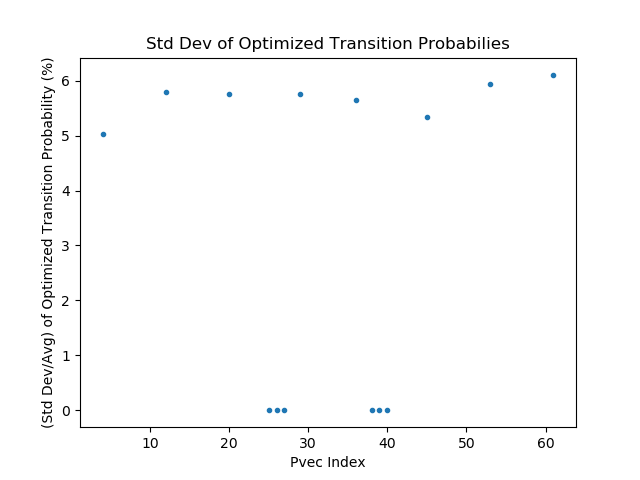 Std Dev of Optimized Transition Probabilies
(Std Dev/Avg) of Optimized Transition Probability (%)
6
5
4
3
2
1
0
10 20 30 40 50 60
Pvec Index